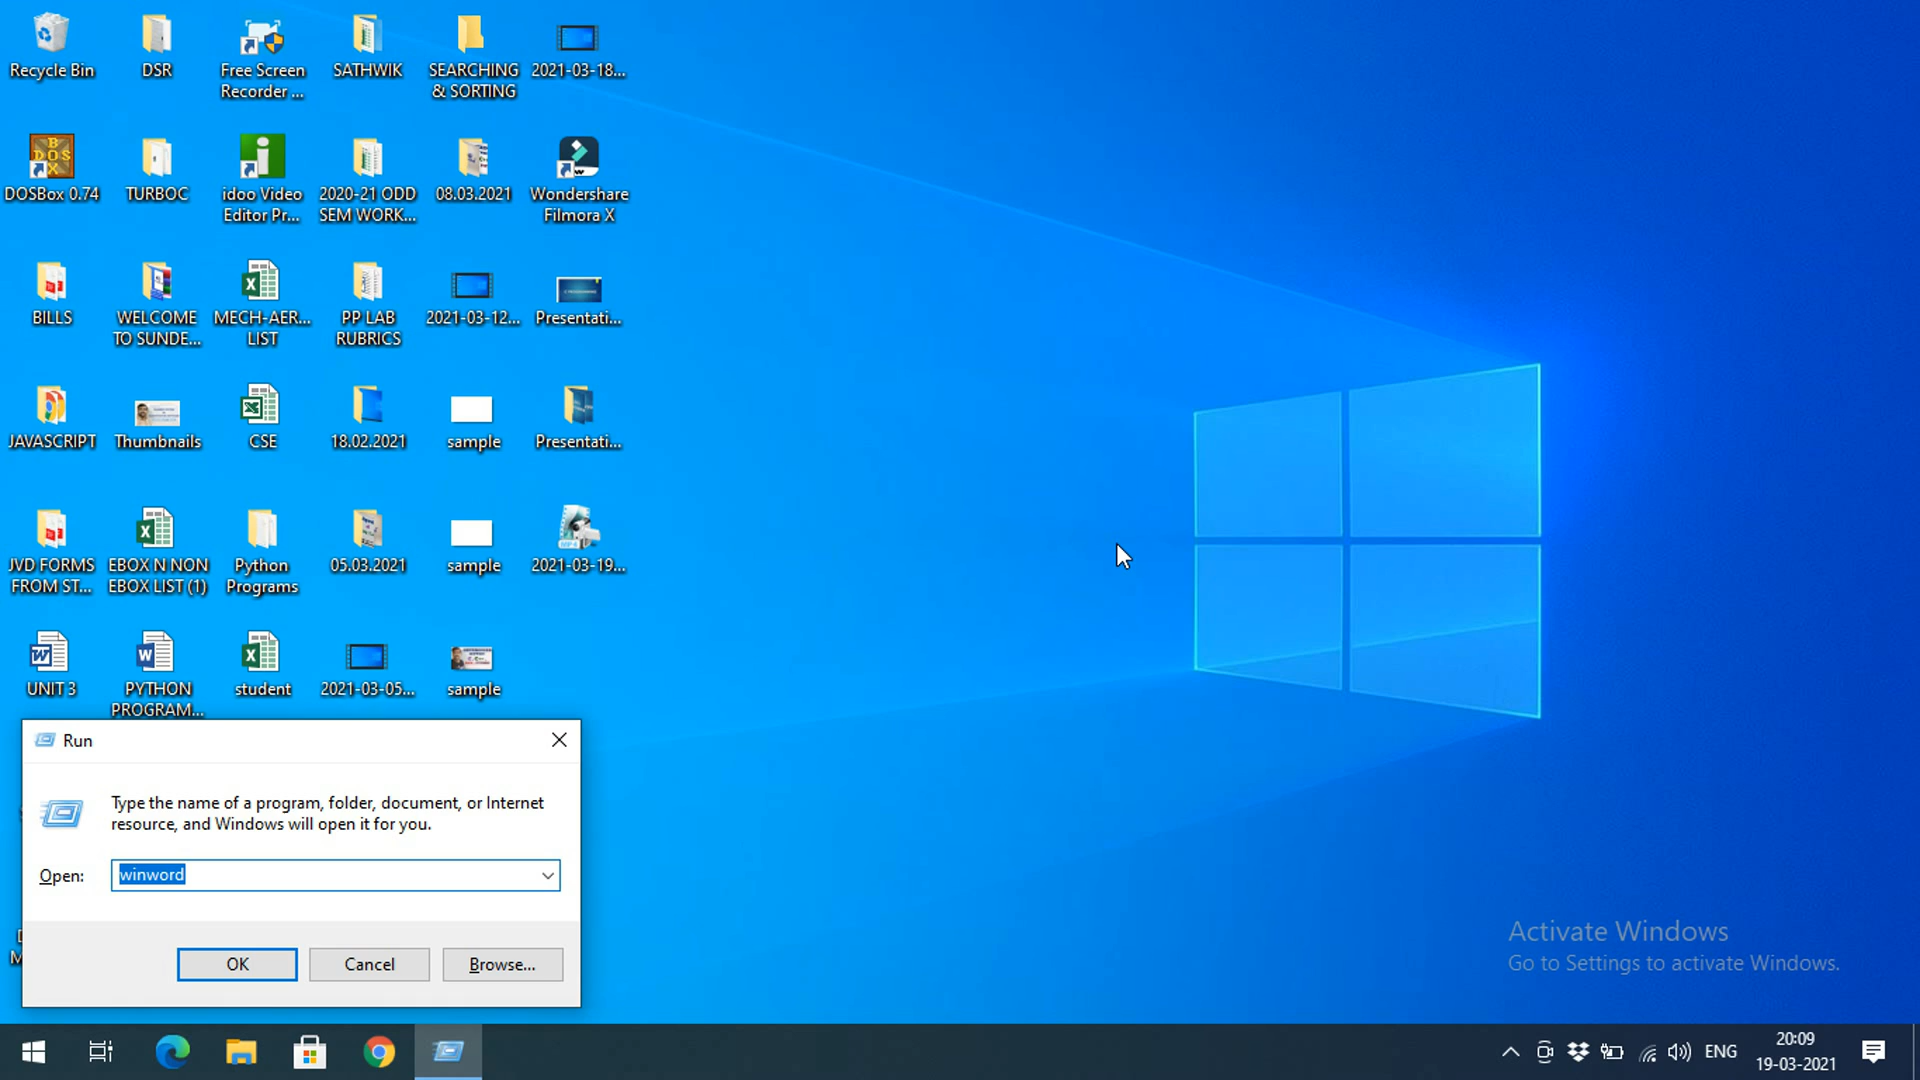 Recycle Bin
DSR
Free Screen
Recorder ...
SATHWIK
SEARCHING
& SORTING
2021-03-18...
DOSBox 0.74
TURBOC
idoo Video
Editor Pr...
2020-21 ODD
SEM WORK...
08.03.2021
Wondershare
Filmora X
BILLS
WELCOME
TO SUNDE...
MECH-AER...
LIST
PP LAB
RUBRICS
2021-03-12...
Presentati...
JAVASCRIPT
Thumbnails
CSE
18.02.2021
sample
Presentati...
JVD FORMS
FROM ST...
EBOX N NON
EBOX LIST (1)
Python
Programs
05.03.2021
sample
2021-03-19...
UNIT 3
PYTHON
PROGRAM...
student
2021-03-05...
sample
Run
Type the name of a program, folder, document, or Internet
resource, and Windows will open it for you.
Open:
winword
OK
Cancel
Browse...
Activate Windows
Go to Settings to activate Windows.
ENG
20:09
19-03-2021